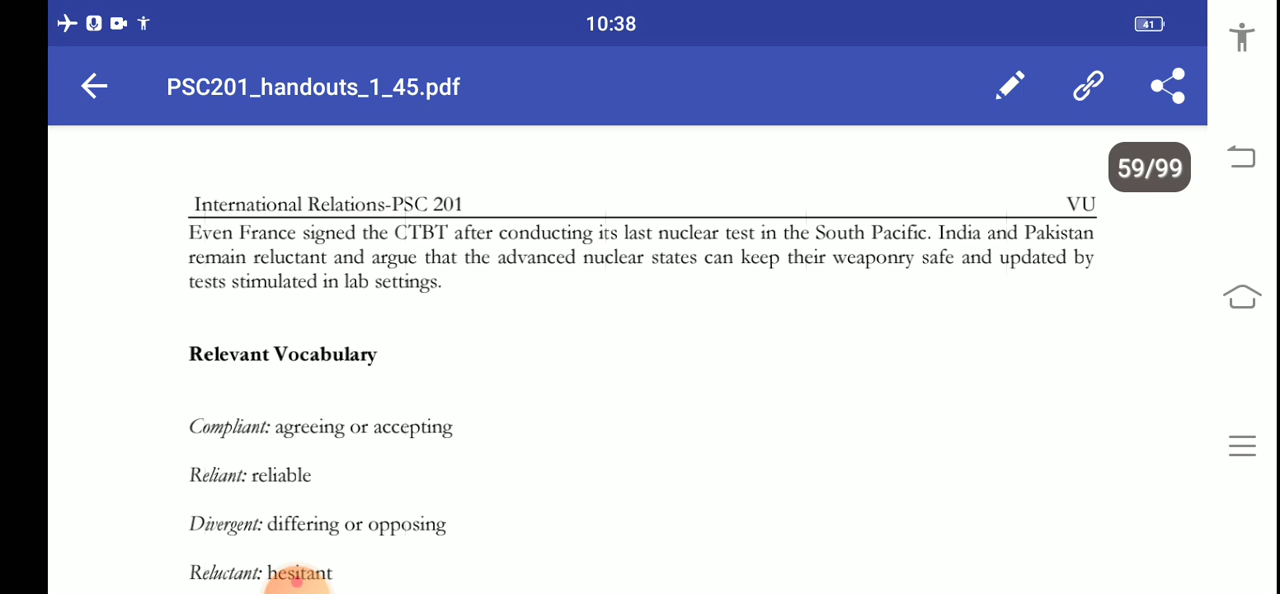 10:38
41
PSC201_handouts_1_45.pdf
59/99
International Relations-PSC 201 VU
Even France signed the CTBT after conducting its last nuclear test in the South Pacific. India and Pakistan
remain reluctant and argue that the advanced nuclear states can keep their weaponry safe and updated by
tests stimulated in lab settings.
Relevant Vocabulary
Compliant: agreeing or accepting
Reliant: reliable
Divergent: differing or opposing
Reluctant: hesitant